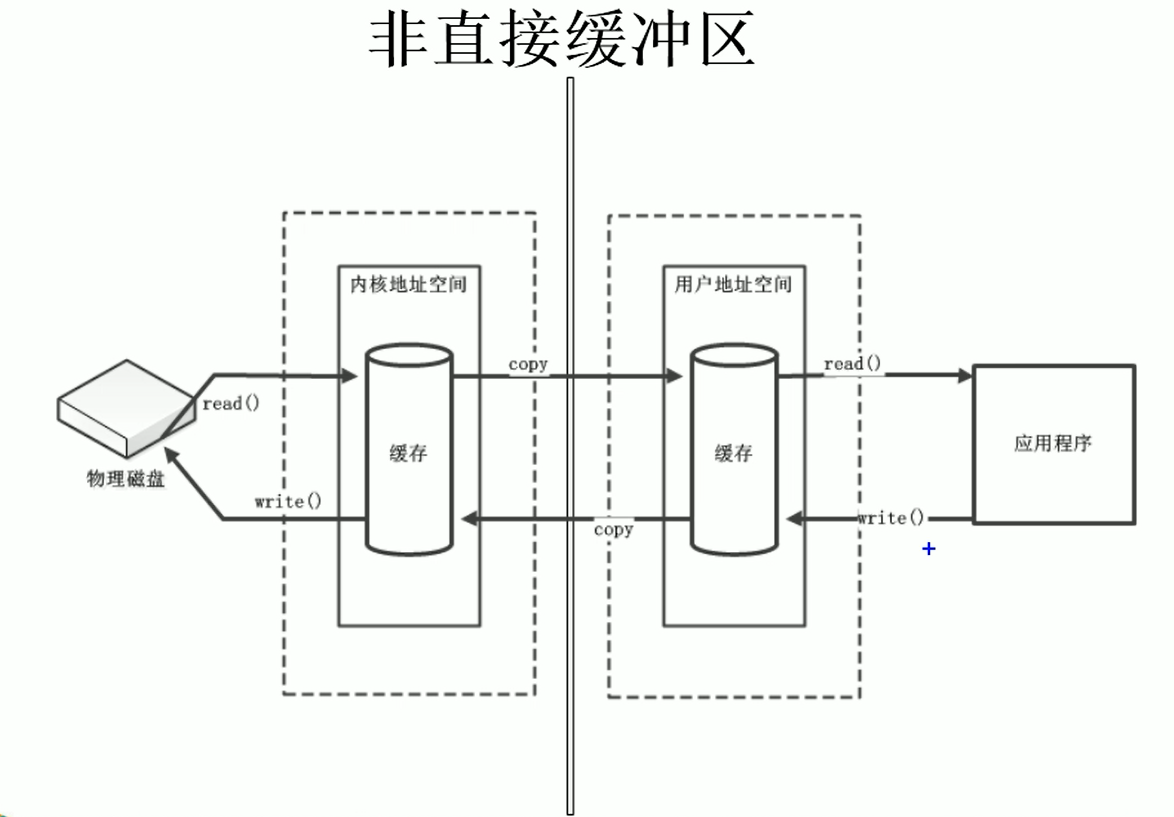 非直接缓冲区
内核地址空间
用户地址空间
copy
read()
read()
缓存
缓存
应用程序
物理磁盘
write()
copy
write()